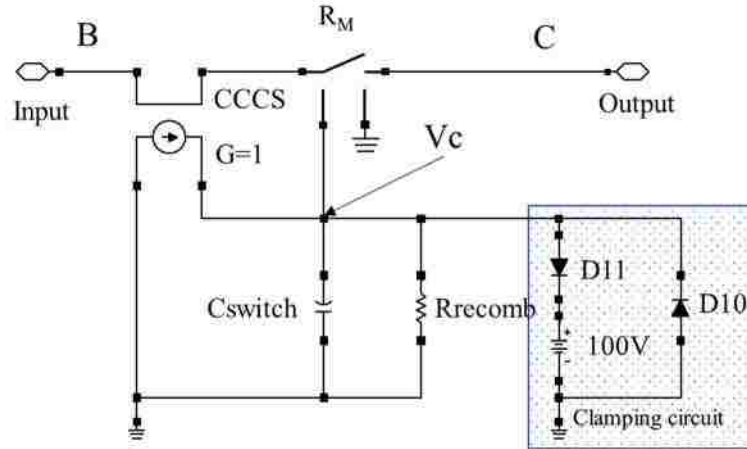 B
R_M
C
Input
CCCS
Output
G=1
Vc
D11
Cswitch
Rrecomb
100V
D10
+
-
Clamping circuit